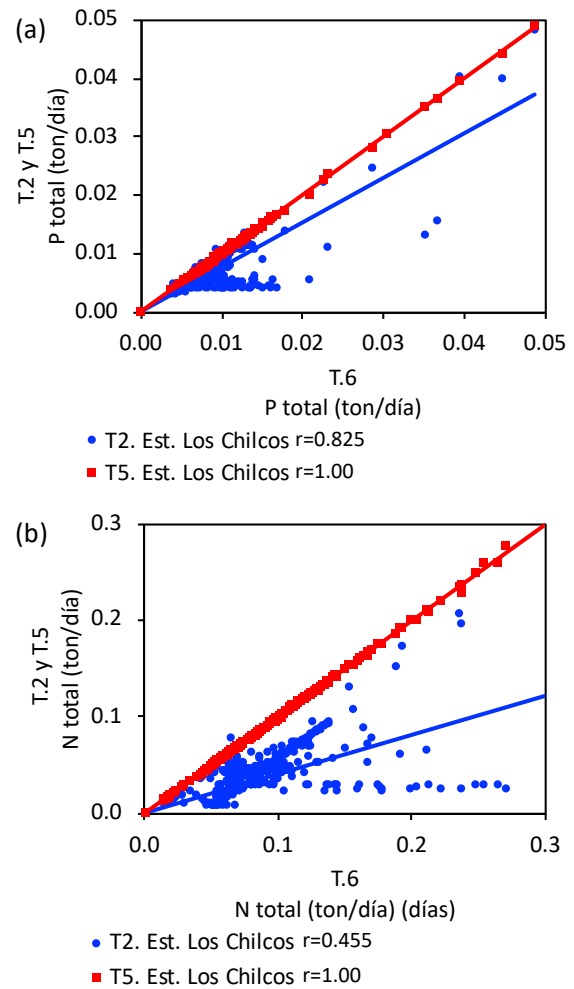 (a)
T.2 y T.5
P total (ton/día)
0.05
0.04
0.03
0.02
0.01
0.00
0.00 0.01 0.02 0.03 0.04 0.05
T.6
P total (ton/día)
T2. Est. Los Chilcos r=0.825
T5. Est. Los Chilcos r=1.00
(b)
T.2 y T.5
N total (ton/día)
0.3
0.2
0.1
0.0
0.0 0.1 0.2 0.3
T.6
N total (ton/día) (días)
T2. Est. Los Chilcos r=0.455
T5. Est. Los Chilcos r=1.00